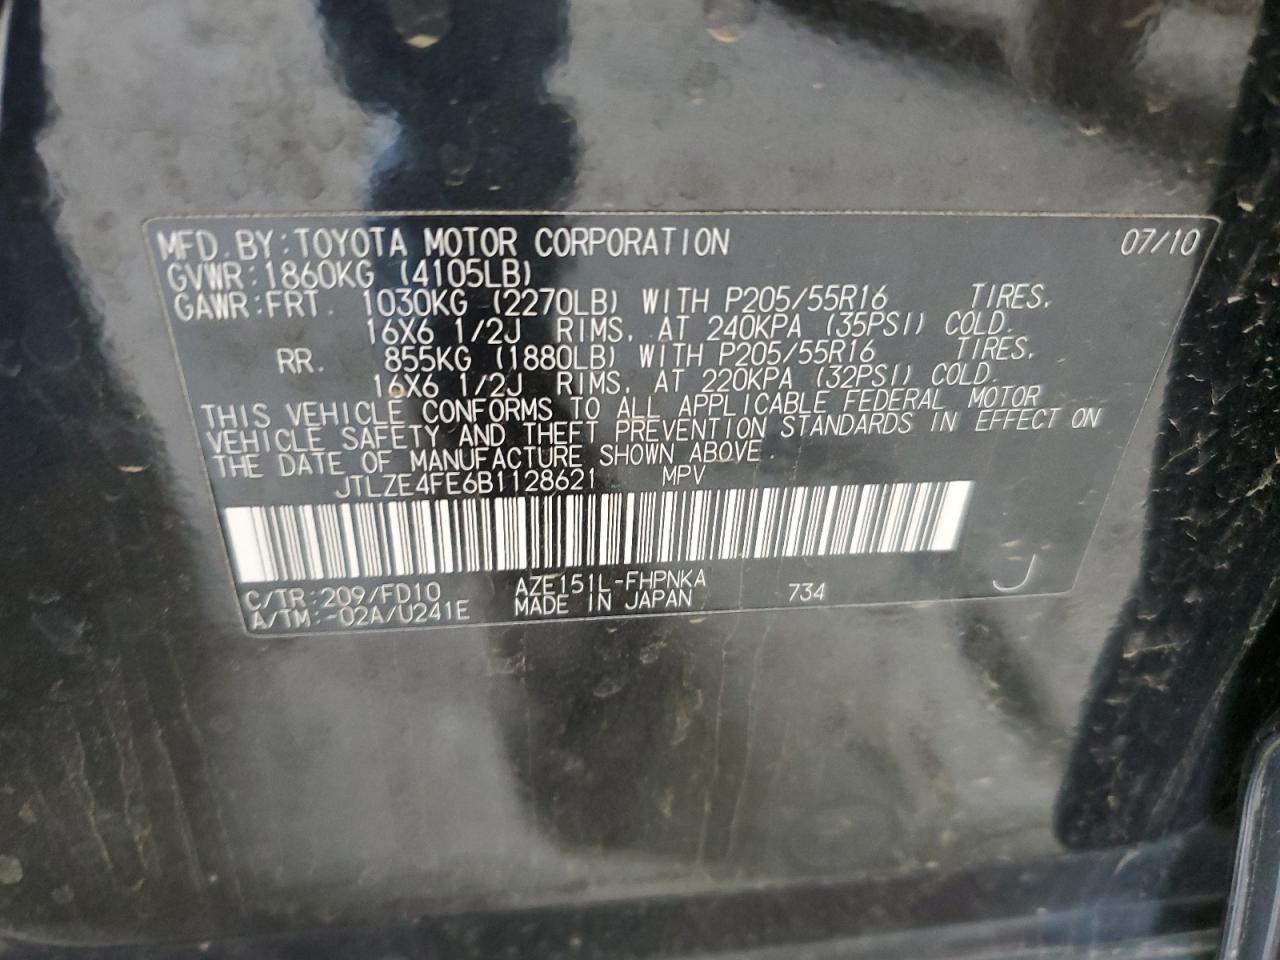 MFD.BY:TOYOTA MOTOR CORPORATION 07/10
GVWR:1860KG (4105LB)
GAWR:FRT. 1030KG (2270LB) WITH P205/55R16 TIRES,
16X6 1/2J RIMS, AT 240KPA (35PSI) COLD.
RR. 855KG (1880LB) WITH P205/55R16 TIRES,
16X6 1/2J RIMS, AT 220KPA (32PSI) COLD.
THIS VEHICLE CONFORMS TO ALL APPLICABLE FEDERAL MOTOR
VEHICLE SAFETY AND THEFT PREVENTION STANDARDS IN EFFECT ON
THE DATE OF MANUFACTURE SHOWN ABOVE.
JTLZE4FE6B1128621 MPV
C/TR:209/FD10 AZE151L-FHPNKA 734 J
A/TM:-02A/U241E MADE IN JAPAN